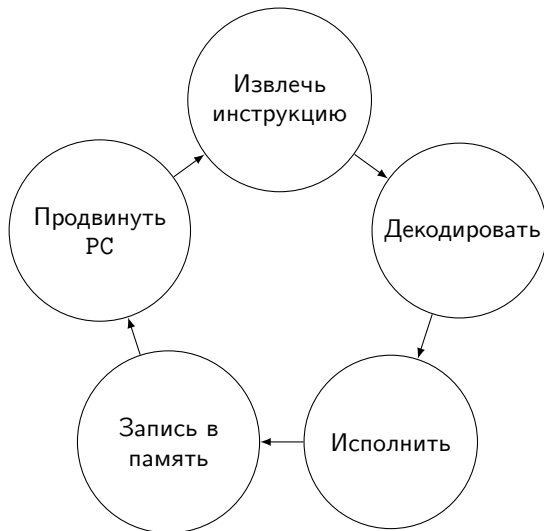 Извлечь
инструкцию
Декодировать
Исполнить
Запись в
память
Продвинуть
PC